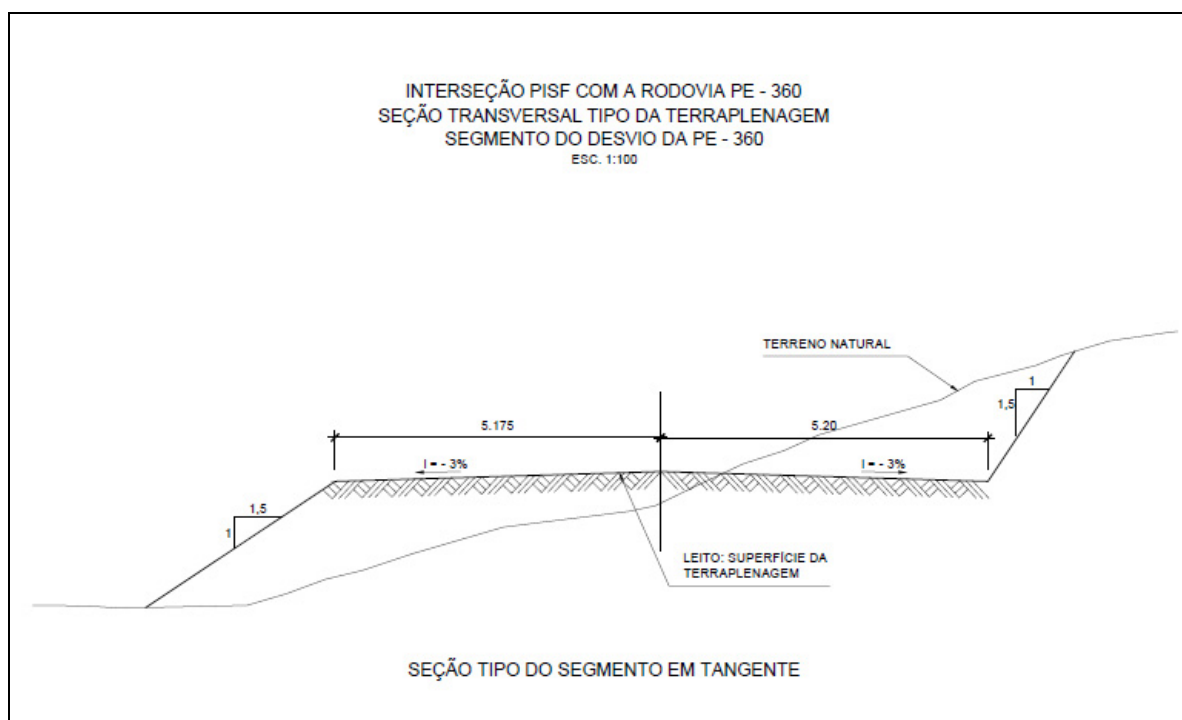 INTERSEÇÃO PISF COM A RODOVIA PE - 360
SEÇÃO TRANSVERSAL TIPO DA TERRAPLENAGEM
SEGMENTO DO DESVIO DA PE - 360
ESC. 1:100
TERRENO NATURAL
1
1,5
5.175
5.20
I = - 3%
I = - 3%
1,5
1
LEITO: SUPERFÍCIE DA
TERRAPLENAGEM
SEÇÃO TIPO DO SEGMENTO EM TANGENTE